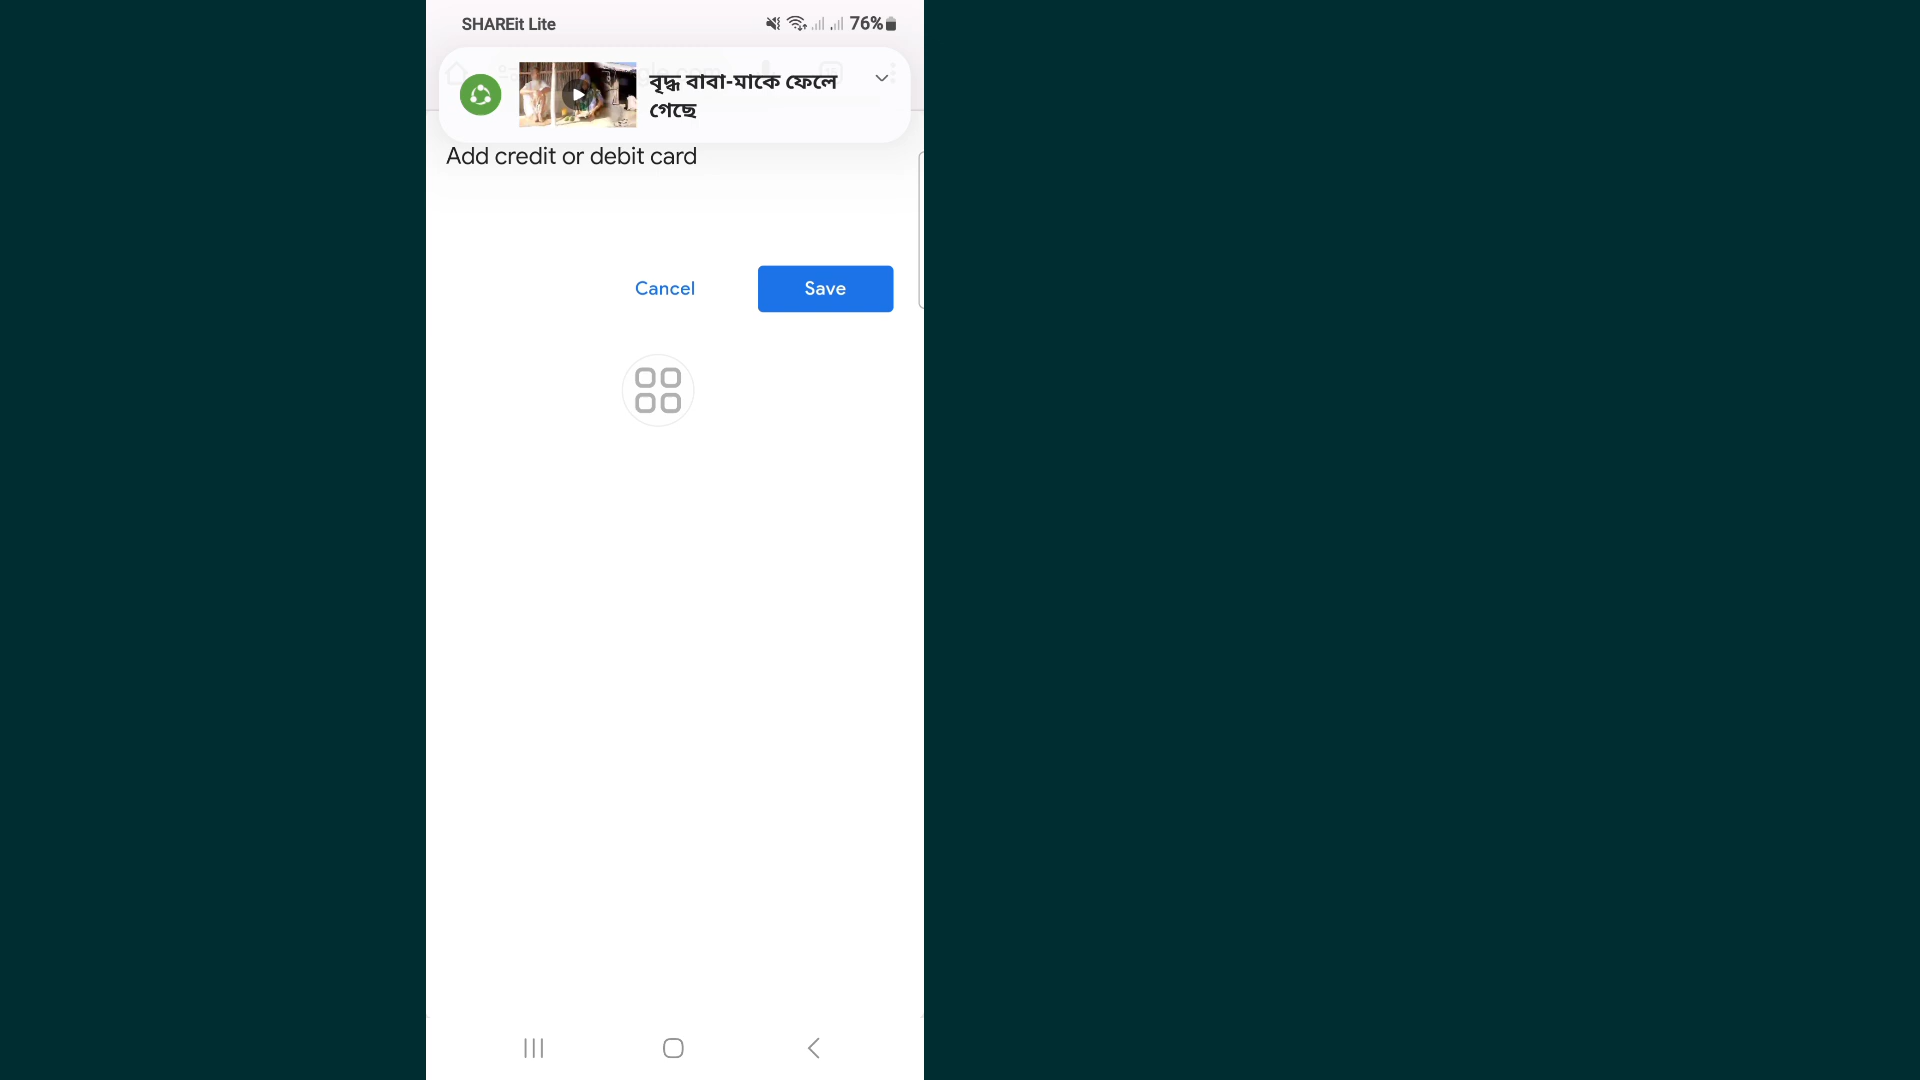 SHAREit Lite
76%
বৃদ্ধ বাবা-মাকে ফেলে
গেছে
Add credit or debit card
Cancel
Save